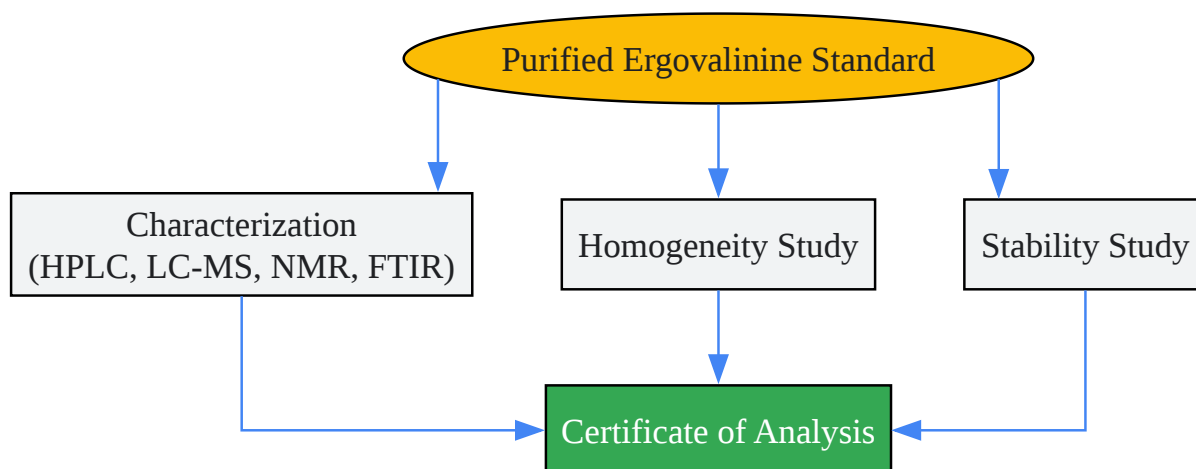 Purified Ergovalinine Standard
Characterization
(HPLC, LC-MS, NMR, FTIR)
Homogeneity Study
Stability Study
Certificate of Analysis